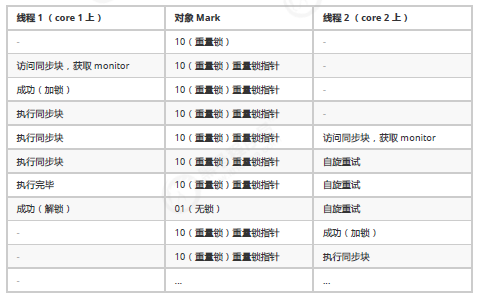 线程 1（core 1 上） 对象 Mark 线程 2（core 2 上）
- 10（重量锁） -
访问同步块，获取 monitor 10（重量锁）重量锁指针 -
成功（加锁） 10（重量锁）重量锁指针 -
执行同步块 10（重量锁）重量锁指针 -
执行同步块 10（重量锁）重量锁指针 访问同步块，获取 monitor
执行同步块 10（重量锁）重量锁指针 自旋重试
执行完毕 10（重量锁）重量锁指针 自旋重试
成功（解锁） 01（无锁） 自旋重试
- 10（重量锁）重量锁指针 成功（加锁）
- 10（重量锁）重量锁指针 执行同步块
- ... ...